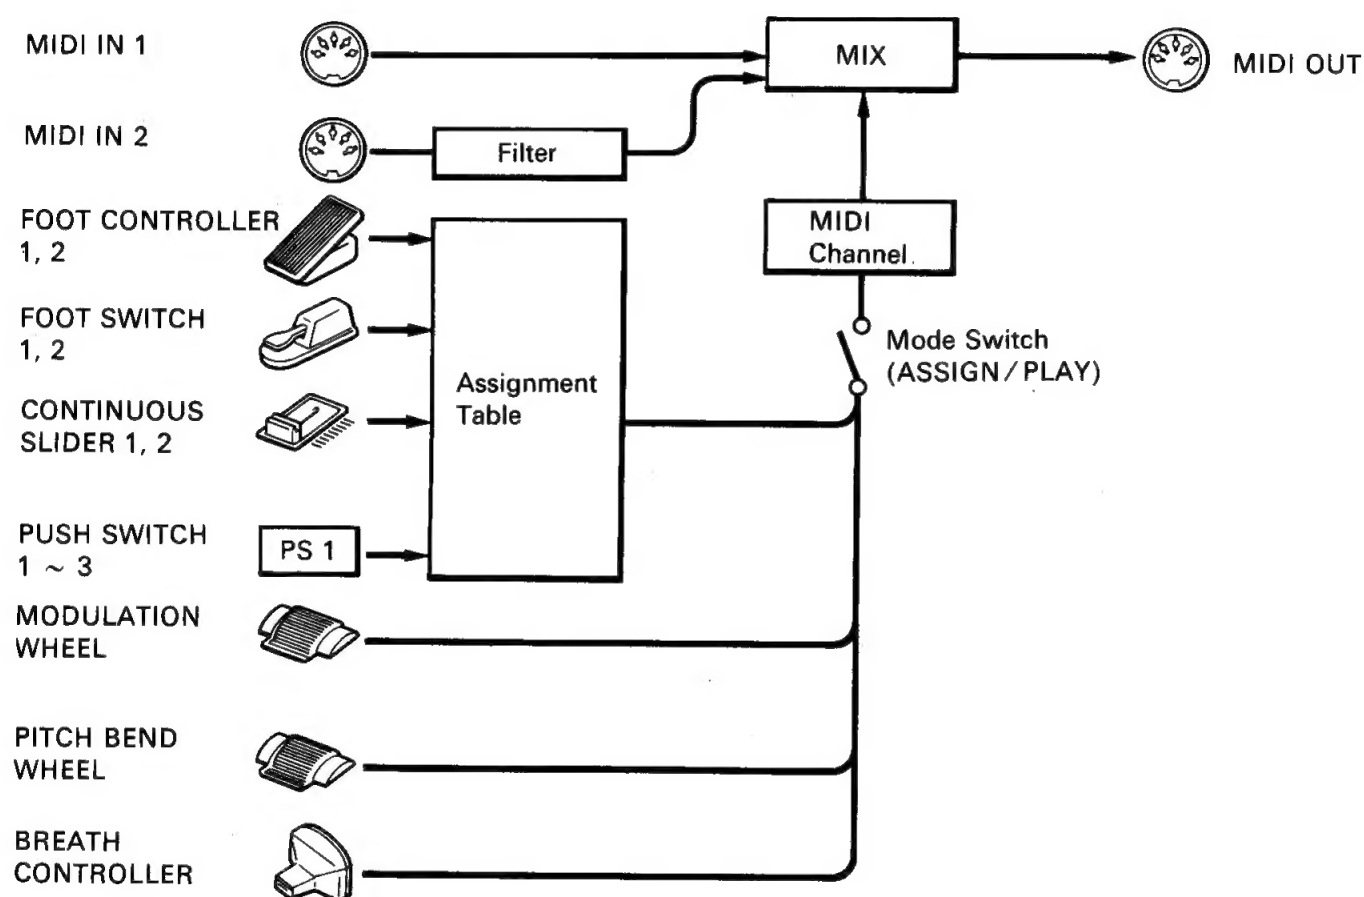 MIDI IN 1
MIX
MIDI OUT
MIDI IN 2
Filter
FOOT CONTROLLER
1, 2
MIDI
Channel.
FOOT SWITCH
1, 2
Mode Switch
(ASSIGN/PLAY)
Assignment
Table
CONTINUOUS
SLIDER 1, 2
PUSH SWITCH
1 ~ 3
PS 1
MODULATION
WHEEL
PITCH BEND
WHEEL
BREATH
CONTROLLER